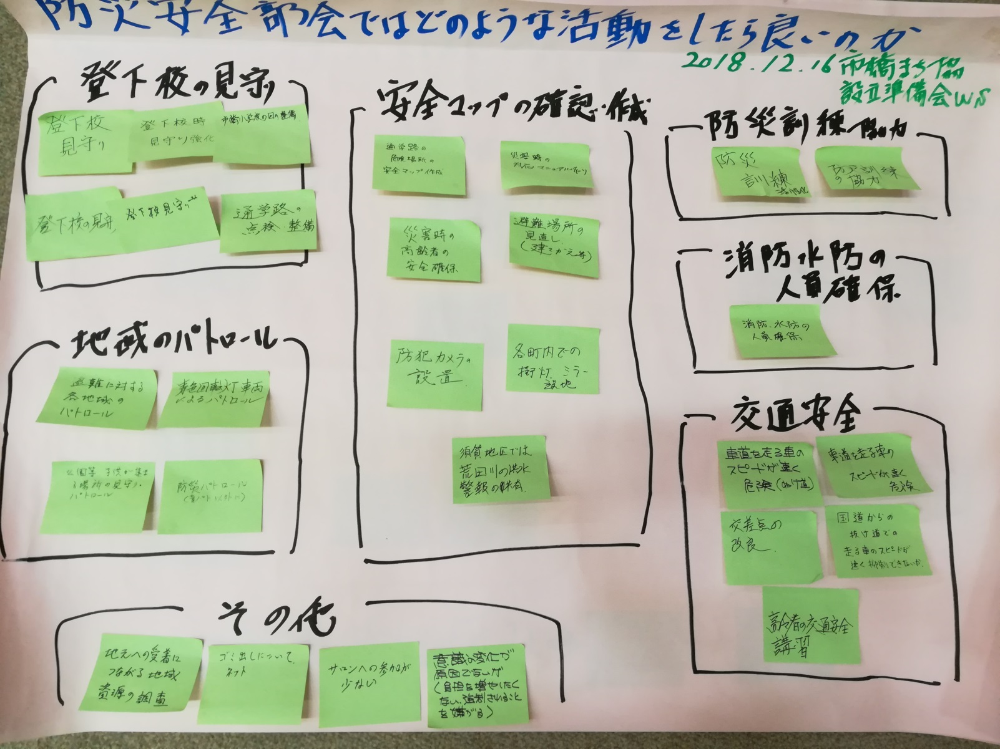 防災安全部会ではどのような活動をしたら良いのか
2018.12.16 市橋まち協
設立準備会WS
登下校の見守り
登下校
見守り
登下校時
見守り強化
市橋小学校の回の整備
登下校の見守
登下校見守り
通学路の
点検・整備
地域のパトロール
避難に対する
各地域の
パトロール
青色回転灯車両
によるパトロール
公園等 子供が集ま
る場所の見守り・
パトロール
防災パトロール
安全マップの確認・作成
通学路の
危険場所の
安全マップ作成
災害時の
マニュアル作り
災害時の
高齢者の
安全確保
避難場所の
見直し
(建てかえ等)
防犯カメラの
設置
各町内での
街灯.ミラー
設地
須賀地区では
荒田川の洪水
警報の
防災訓練 協力
防災
訓練
防災訓練
の協力
消防水防の
人員確保
消防.水防の
人員確保
交通安全
車道を走る車の
スピードが速く
危険(ぬけ道)
車道を走る車の
スピードが速く
危険
交差点の
改良.
国道からの
抜け道での
走る車のスピードが
速く抑制できないか.
高令者の交通安全
講習
その他
地元への愛着に
つながる地域
資源の調査
ゴミ出しについて.
ネット
サロンへの参加が
少ない
意識の変化が
原因でないか
(負担を増やしたく
ない.強制されること
を嫌がる)